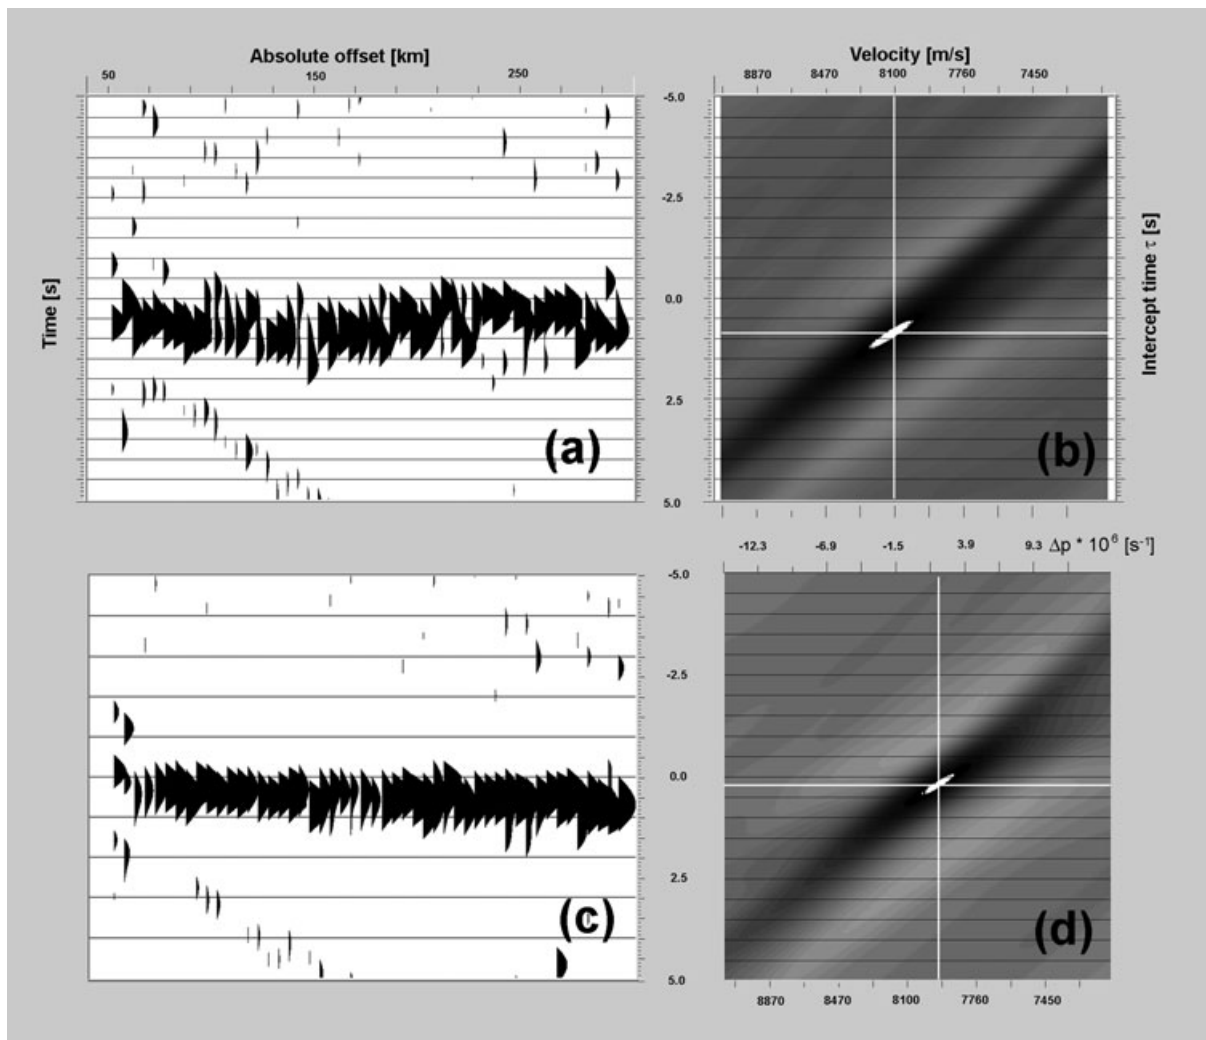 Absolute offset [km]
50 150 250
Velocity [m/s]
8870 8470 8100 7760 7450
Time [s]
-5.0
-2.5
0.0
2.5
5.0
Intercept time τ [s]
(a)
(b)
-12.3 -6.9 -1.5 3.9 9.3 Δp * 10⁶ [s⁻¹]
-5.0
-2.5
0.0
2.5
5.0
(c)
(d)
8870 8470 8100 7760 7450